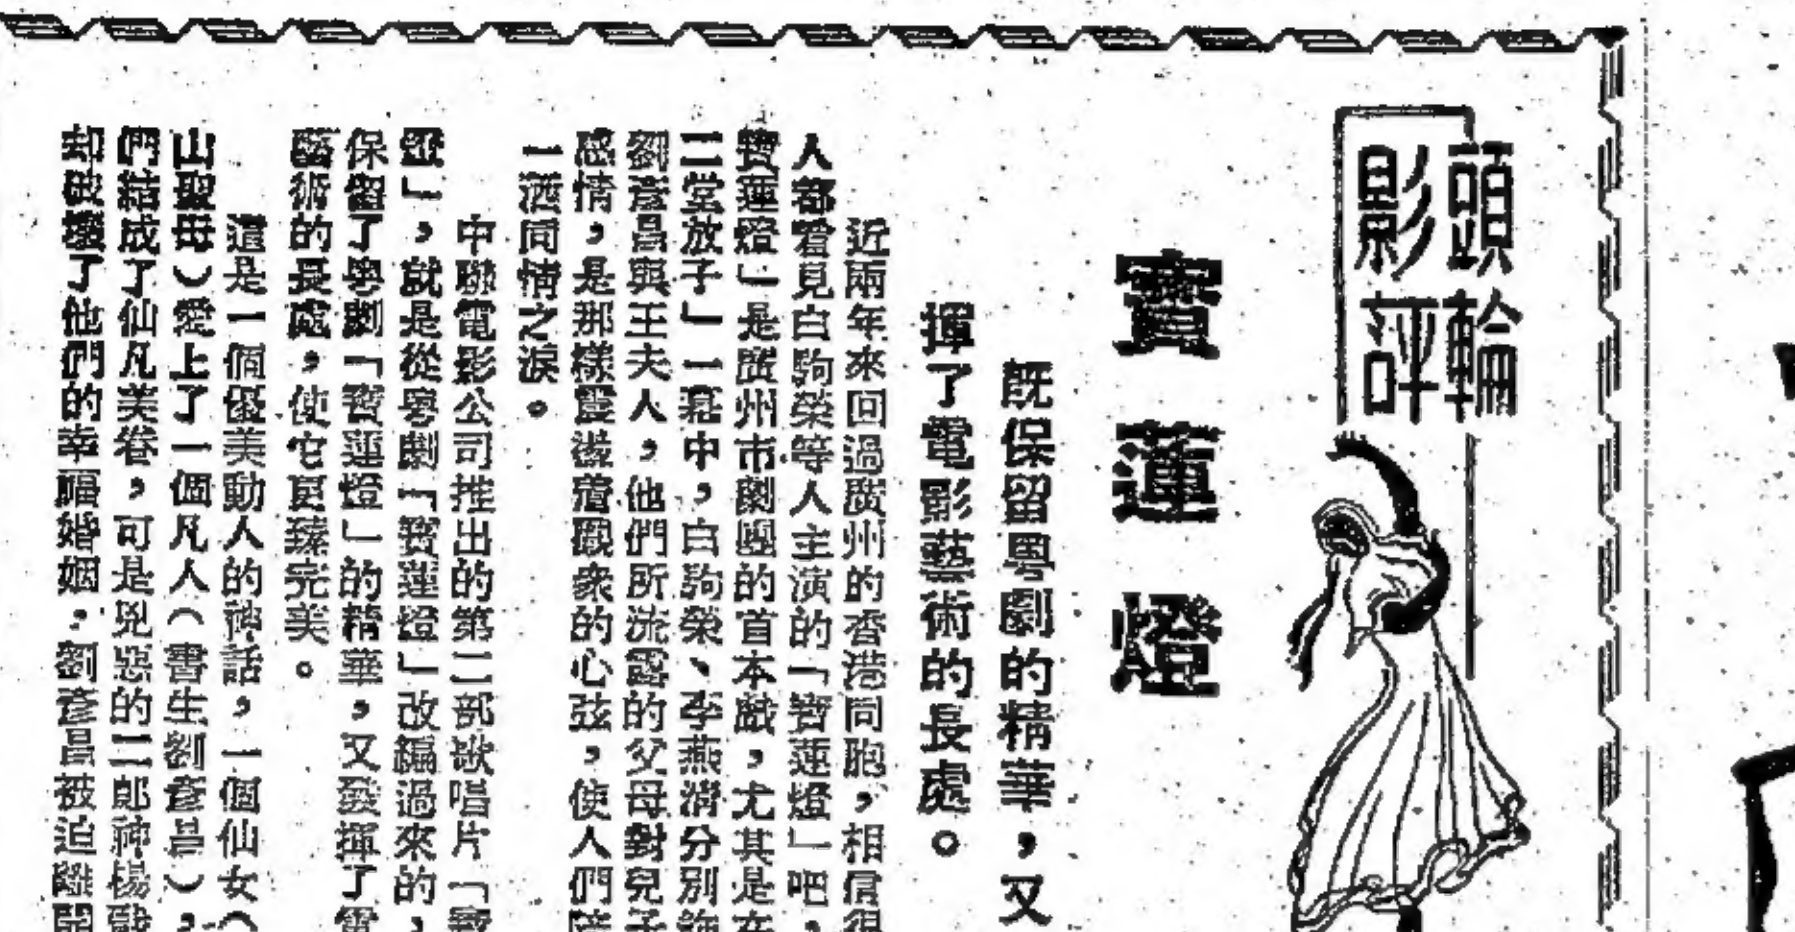 頭輪
影評
寶蓮燈
既保留粵劇的精華，又
揮了電影藝術的長處。
近兩年來回過廣州的香港同胞，相信很
人都看見白駒榮等人主演的「寶蓮燈」吧，
寶蓮燈」是廣州市劇團的首本戲，尤其是在
二堂放子」一幕中，白駒榮、李燕清分別飾
劉彥昌與王夫人，他們所流露的父母對兒子
感情，是那樣震盪着觀衆的心弦，使人們陪
一洒同情之淚。
中聯電影公司推出的第二部歌唱片「寶
燈」，就是從粵劇「寶蓮燈」改編過來的，
保留了粵劇「寶蓮燈」的精華，又發揮了電
藝術的長處，使它更臻完美。
這是一個優美動人的神話，一個仙女（
山聖母）愛上了一個凡人（書生劉彥昌），
們結成了仙凡美眷，可是兇惡的二郎神楊戩
却破壞了他們的幸福婚姻，劉彥昌被迫離開